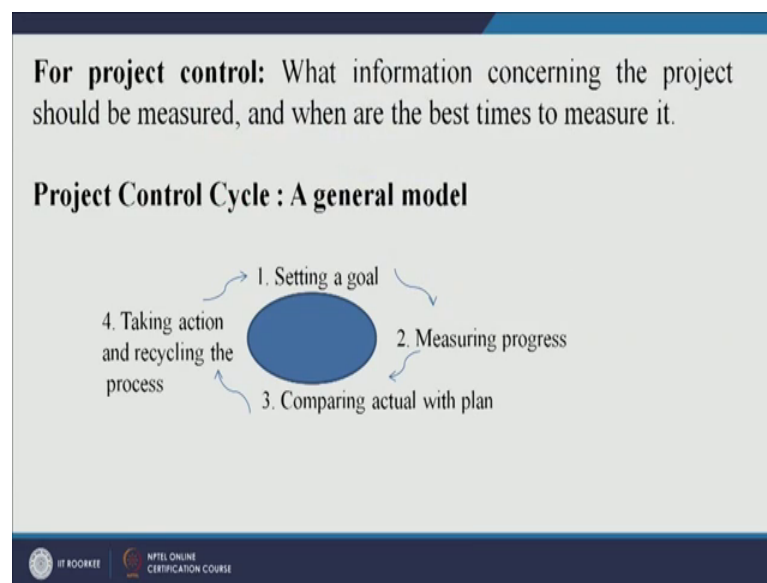 For project control: What information concerning the project
should be measured, and when are the best times to measure it.
Project Control Cycle : A general model
1. Setting a goal
2. Measuring progress
3. Comparing actual with plan
4. Taking action
and recycling the
process
IIT ROORKEE
NPTEL ONLINE
CERTIFICATION COURSE